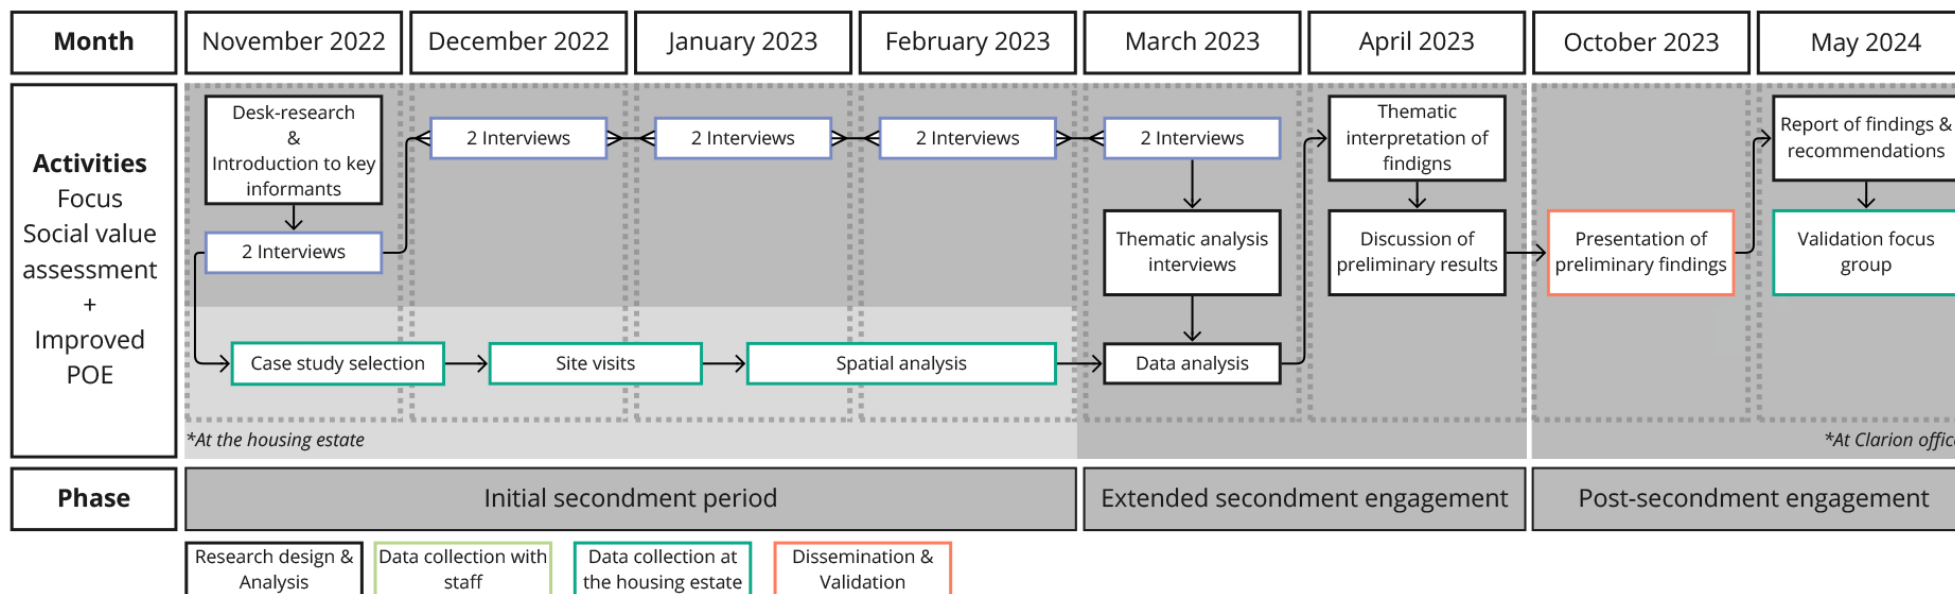 Month
November 2022
December 2022
January 2023
February 2023
March 2023
April 2023
October 2023
May 2024
Activities
Focus
Social value
assessment
+
Improved
POE
Desk-research
&
Introduction to key
informants
2 Interviews
2 Interviews
2 Interviews
2 Interviews
2 Interviews
Thematic analysis
interviews
Thematic
interpretation of
findigns
Discussion of
preliminary results
Presentation of
preliminary findings
Report of findings &
recommendations
Validation focus
group
Case study selection
Site visits
Spatial analysis
Data analysis
*At the housing estate
*At Clarion office
Phase
Initial secondment period
Extended secondment engagement
Post-secondment engagement
Research design &
Analysis
Data collection with
staff
Data collection at
the housing estate
Dissemination &
Validation